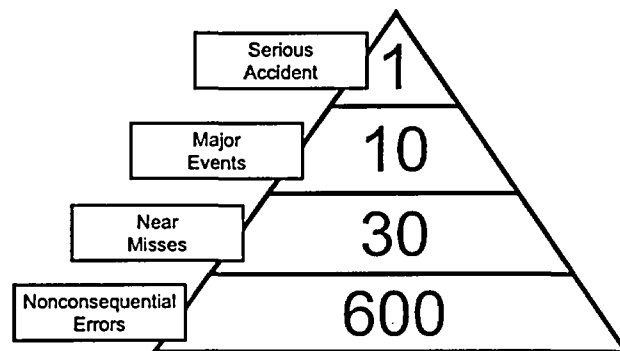 Serious
Accident
1
Major
Events
10
Near
Misses
30
Nonconsequential
Errors
600